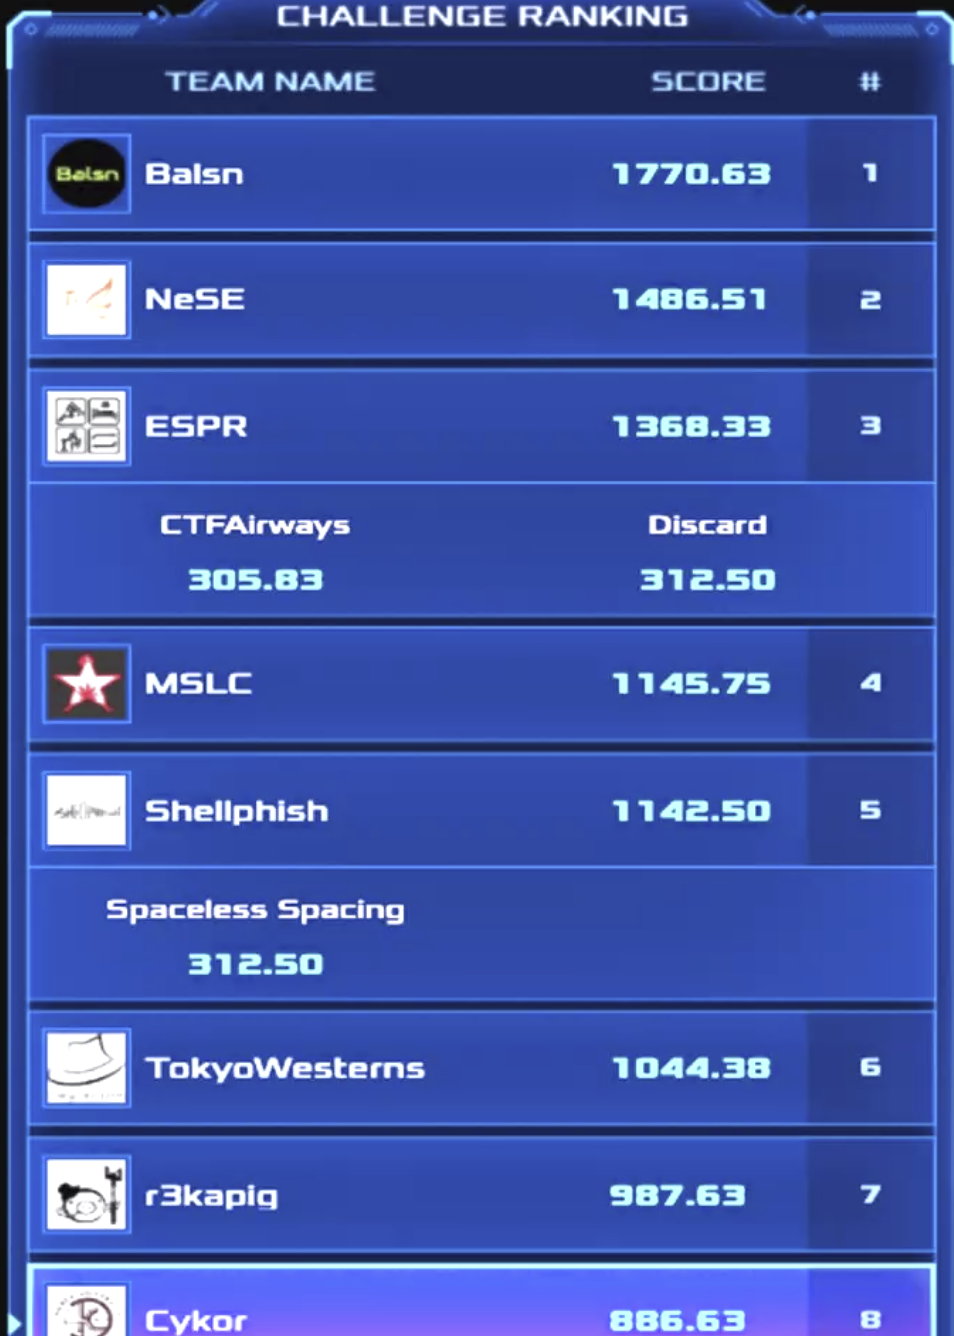 CHALLENGE RANKING
TEAM NAME SCORE #
Balsn Balsn 1770.63 1
NeSE 1486.51 2
ESPR 1368.33 3
CTFAirways Discard
305.83 312.50
MSLC 1145.75 4
Shellphish 1142.50 5
Spaceless Spacing
312.50
TokyoWesterns 1044.38 6
r3kapig 987.63 7
Cykor 886.63 8